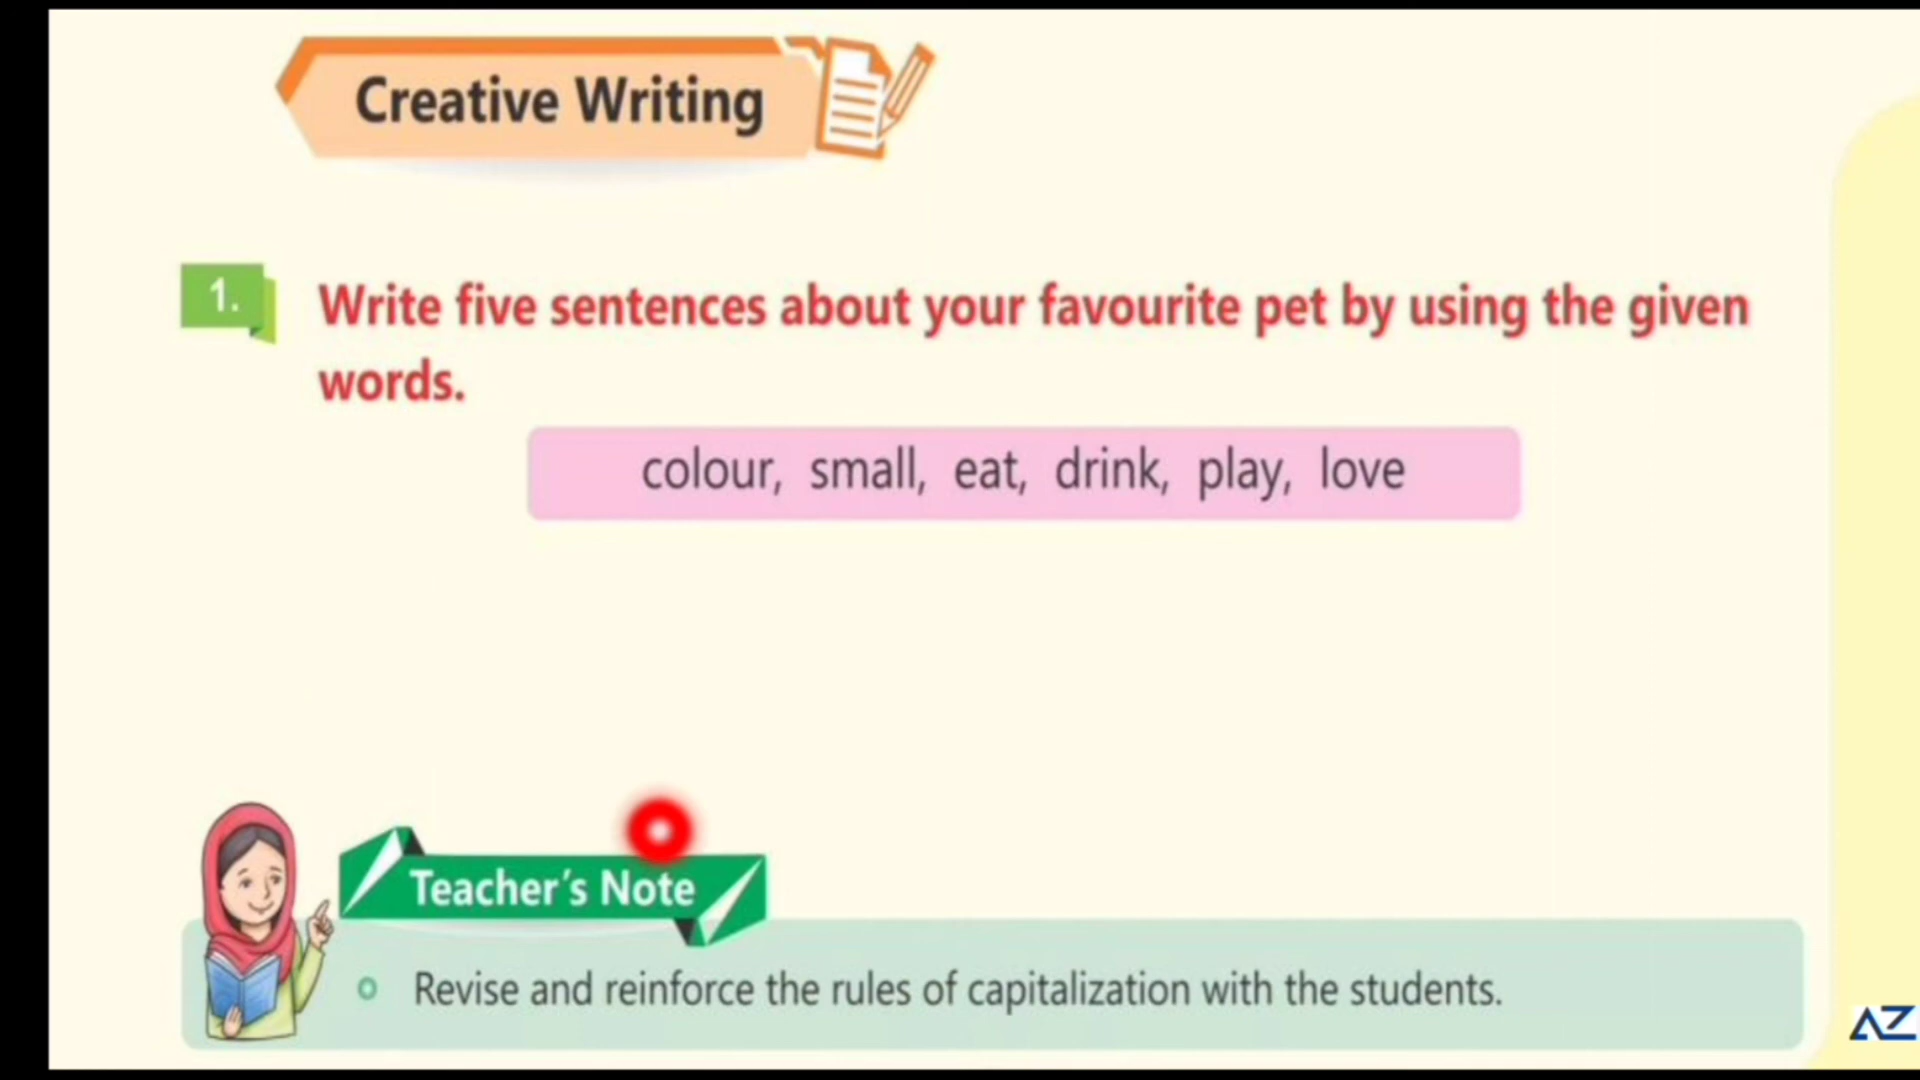 Creative Writing
1. Write five sentences about your favourite pet by using the given
words.
colour, small, eat, drink, play, love
Teacher's Note
Revise and reinforce the rules of capitalization with the students.
AZ